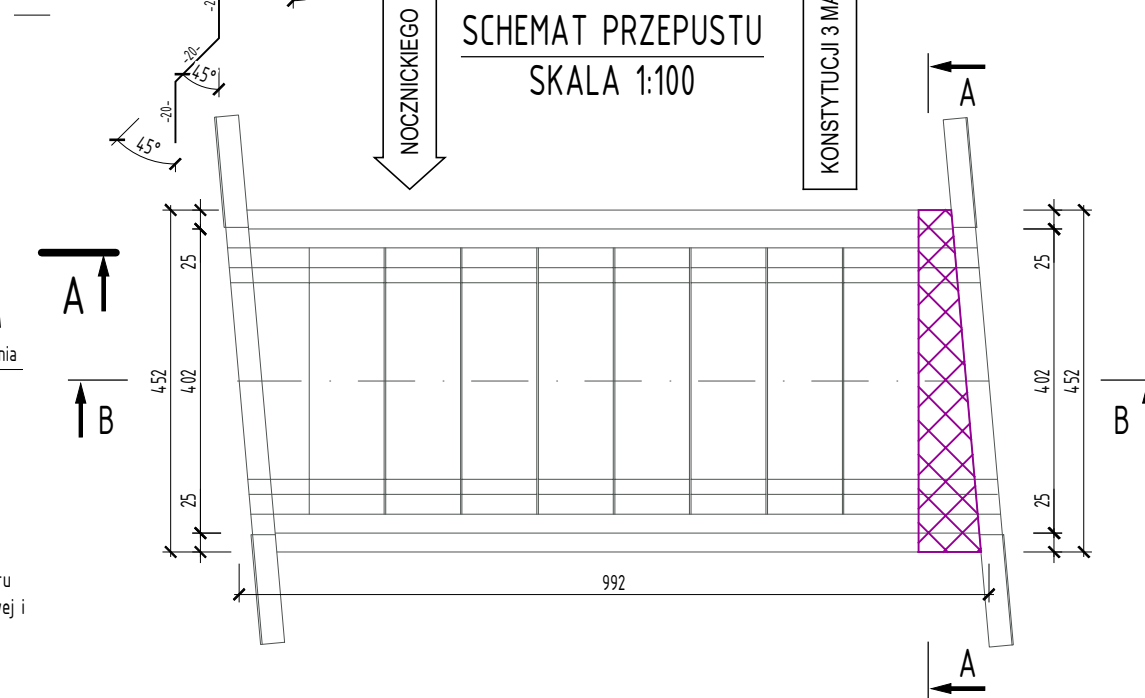 SCHEMAT PRZEPUSTU
SKALA 1:100
NOCZNICKIEGO
KONSTYTUCJI 3 MA
-20-
45°
-20-
45°
A
A
B
nia
25
452
402
25
25
402
452
25
B
992
ru
ej i
A